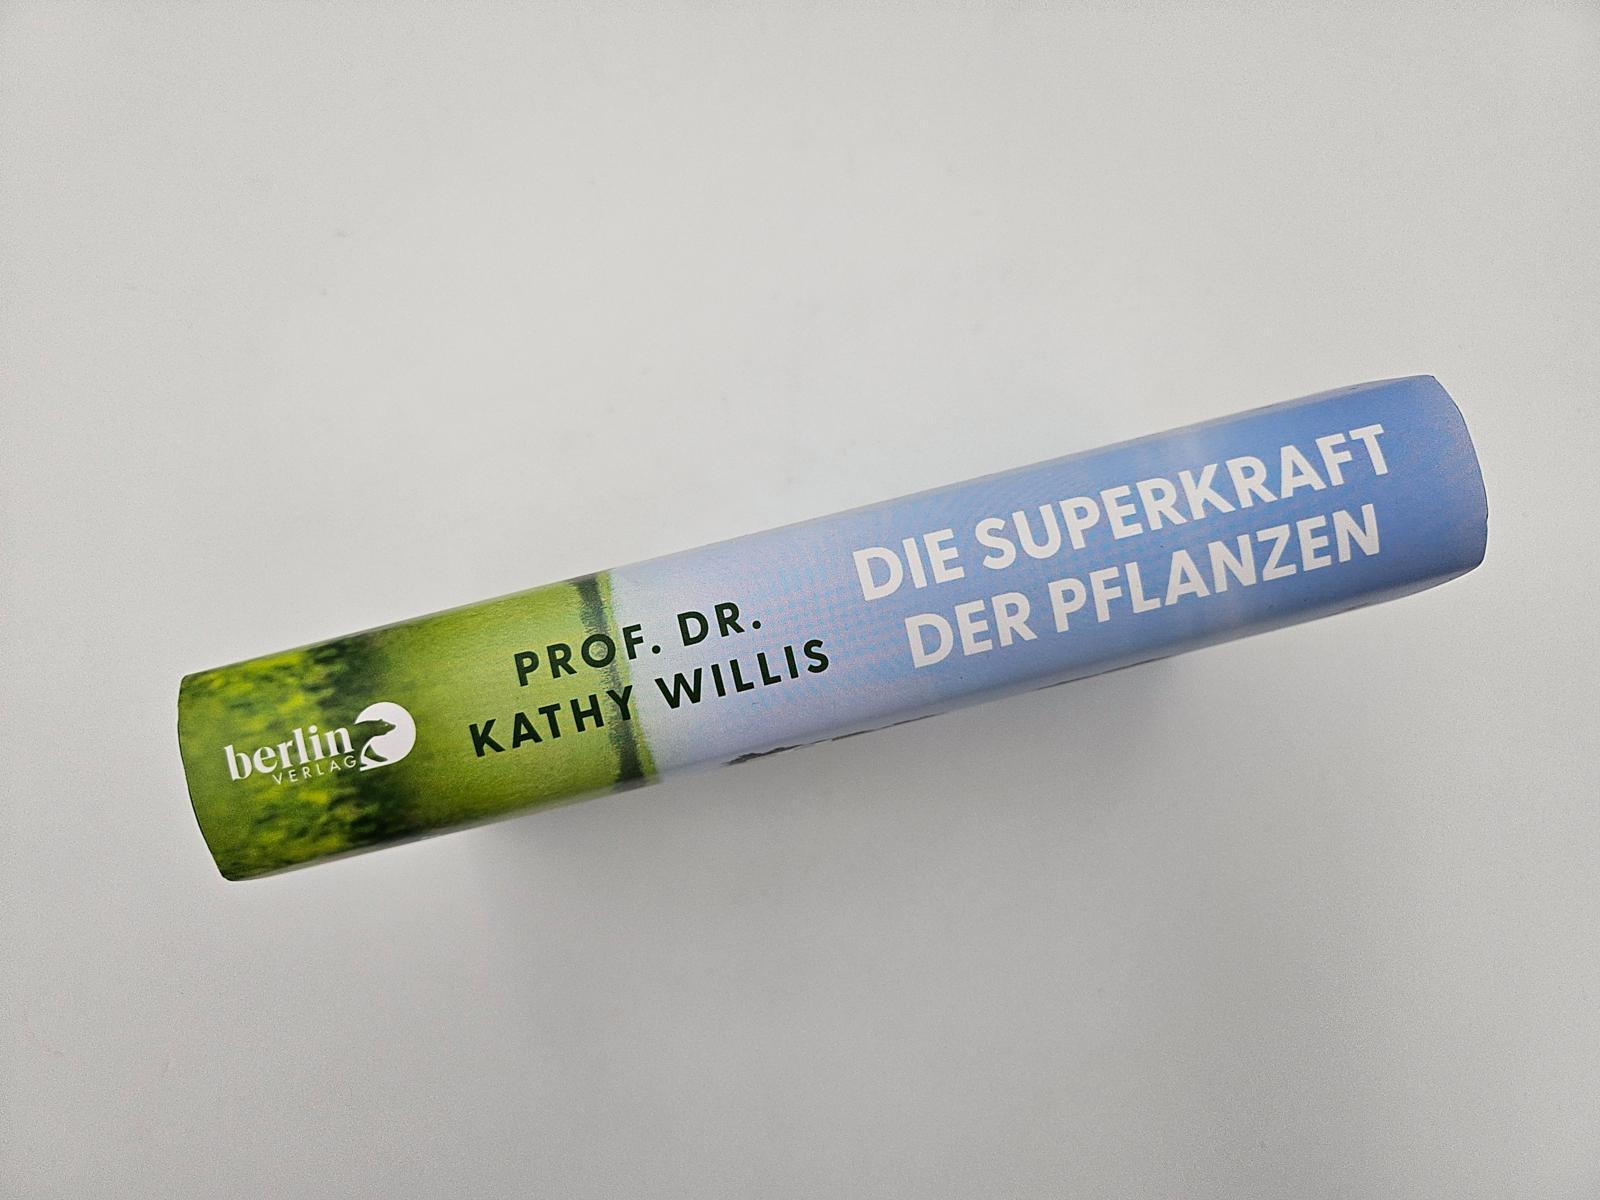 berlin
VERLAG
PROF. DR.
KATHY WILLIS
DIE SUPERKRAFT
DER PFLANZEN